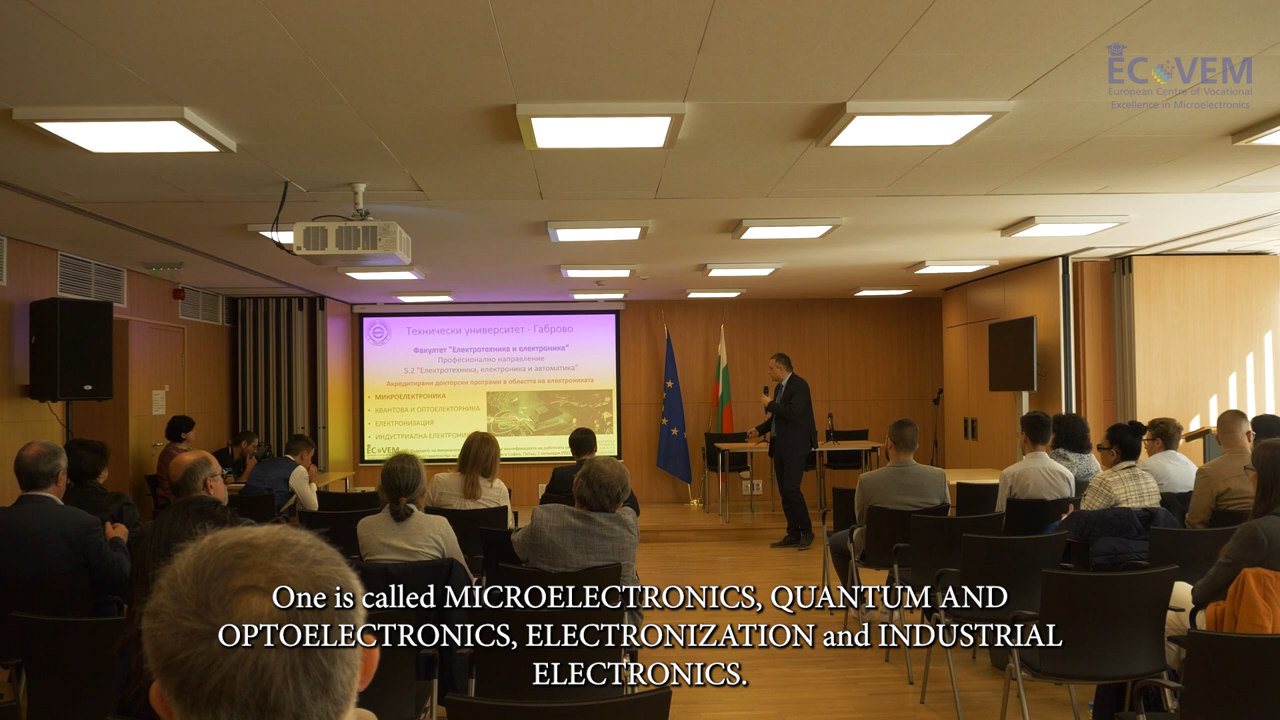 ECOVEM
European Centre of Vocational
Excellence in Microelectronics
Технически университет - Габрово
Факултет "Електротехника и електроника"
Професионално направление
5.2 "Електротехника, електроника и автоматика"
Акредитирани докторски програми в областта на електрониката
• МИКРОЕЛЕКТРОНИКА
• КВАНТОВА И ОПТОЕЛЕКТОРНИКА
• ЕЛЕКТРОНИЗАЦИЯ
• ИНДУСТРИАЛНА
ECoVEM
One is called MICROELECTRONICS, QUANTUM AND
OPTOELECTRONICS, ELECTRONIZATION and INDUSTRIAL
ELECTRONICS.